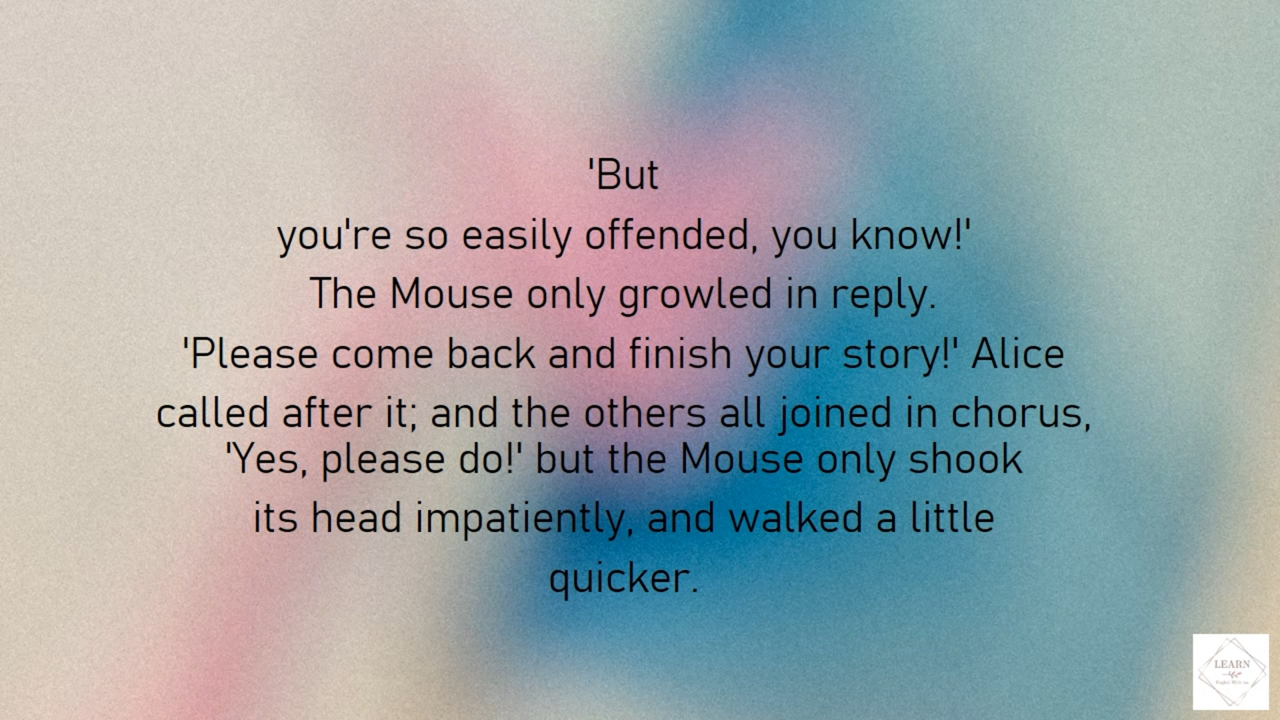 'But
you're so easily offended, you know!'
The Mouse only growled in reply.
'Please come back and finish your story!' Alice
called after it; and the others all joined in chorus,
'Yes, please do!' but the Mouse only shook
its head impatiently, and walked a little
quicker.
LEARN